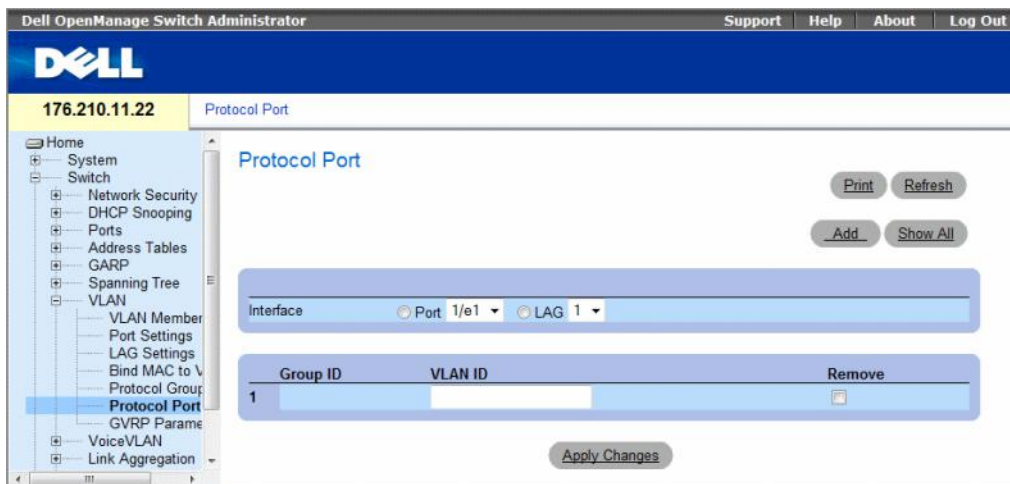 Dell OpenManage Switch Administrator Support Help About Log Out
DELL
176.210.11.22 Protocol Port
Home
System
Switch
Network Security
DHCP Snooping
Ports
Address Tables
GARP
Spanning Tree
VLAN
VLAN Member
Port Settings
LAG Settings
Bind MAC to V
Protocol Group
Protocol Port
GVRP Parame
VoiceVLAN
Link Aggregation
Protocol Port
Print Refresh
Add Show All
Interface Port 1/e1 LAG 1
Group ID VLAN ID Remove
1
Apply Changes